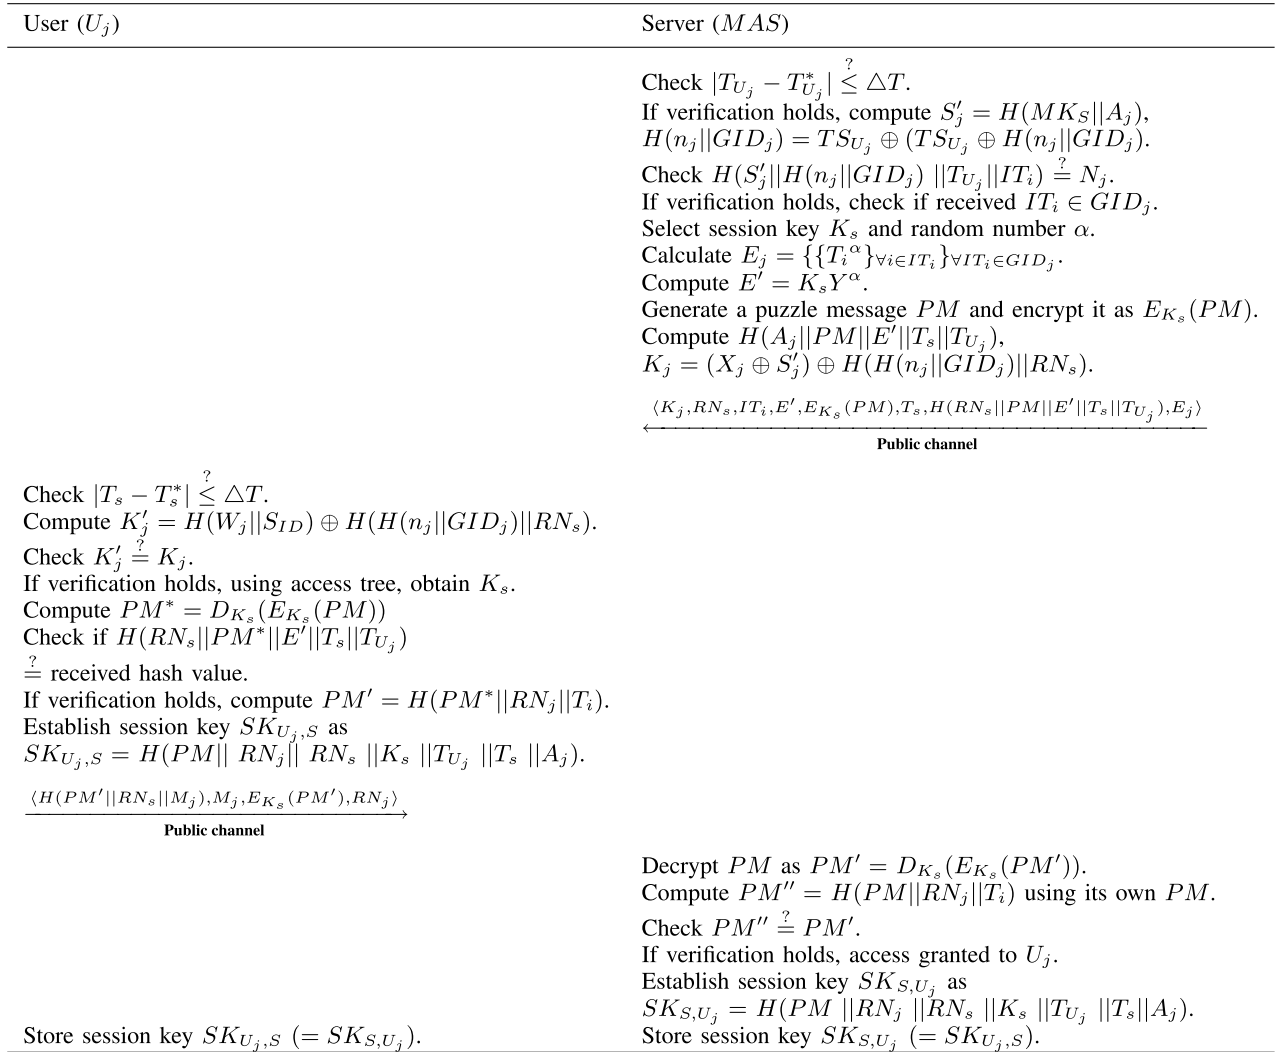 User (U_j)
Server (MAS)
Check |T_{U_j} − T^*_{U_j}| ≤^? △T.
If verification holds, compute S′_j = H(MK_S||A_j),
H(n_j||GID_j) = TS_{U_j} ⊕ (TS_{U_j} ⊕ H(n_j||GID_j).
Check H(S′_j||H(n_j||GID_j) ||T_{U_j}||IT_i) =^? N_j.
If verification holds, check if received IT_i ∈ GID_j.
Select session key K_s and random number α.
Calculate E_j = {{T_i^α}_{∀i∈IT_i}}_{∀IT_i∈GID_j}.
Compute E′ = K_sY^α.
Generate a puzzle message PM and encrypt it as E_{K_s}(PM).
Compute H(A_j||PM||E′||T_s||T_{U_j}),
K_j = (X_j ⊕ S′_j) ⊕ H(H(n_j||GID_j)||RN_s).
⟨K_j,RN_s,IT_i,E′,E_{K_s}(PM),T_s,H(RN_s||PM||E′||T_s||T_{U_j}),E_j⟩
Public channel
Check |T_s − T^*_s| ≤^? △T.
Compute K′_j = H(W_j||S_{ID}) ⊕ H(H(n_j||GID_j)||RN_s).
Check K′_j =^? K_j.
If verification holds, using access tree, obtain K_s.
Compute PM^* = D_{K_s}(E_{K_s}(PM))
Check if H(RN_s||PM^*||E′||T_s||T_{U_j})
=^? received hash value.
If verification holds, compute PM′ = H(PM^*||RN_j||T_i).
Establish session key SK_{U_j,S} as
SK_{U_j,S} = H(PM|| RN_j|| RN_s ||K_s ||T_{U_j} ||T_s ||A_j).
⟨H(PM′||RN_s||M_j),M_j,E_{K_s}(PM′),RN_j⟩
Public channel
Decrypt PM as PM′ = D_{K_s}(E_{K_s}(PM′)).
Compute PM′′ = H(PM||RN_j||T_i) using its own PM.
Check PM′′ =^? PM′.
If verification holds, access granted to U_j.
Establish session key SK_{S,U_j} as
SK_{S,U_j} = H(PM ||RN_j ||RN_s ||K_s ||T_{U_j} ||T_s||A_j).
Store session key SK_{U_j,S} (= SK_{S,U_j}).
Store session key SK_{S,U_j} (= SK_{U_j,S}).